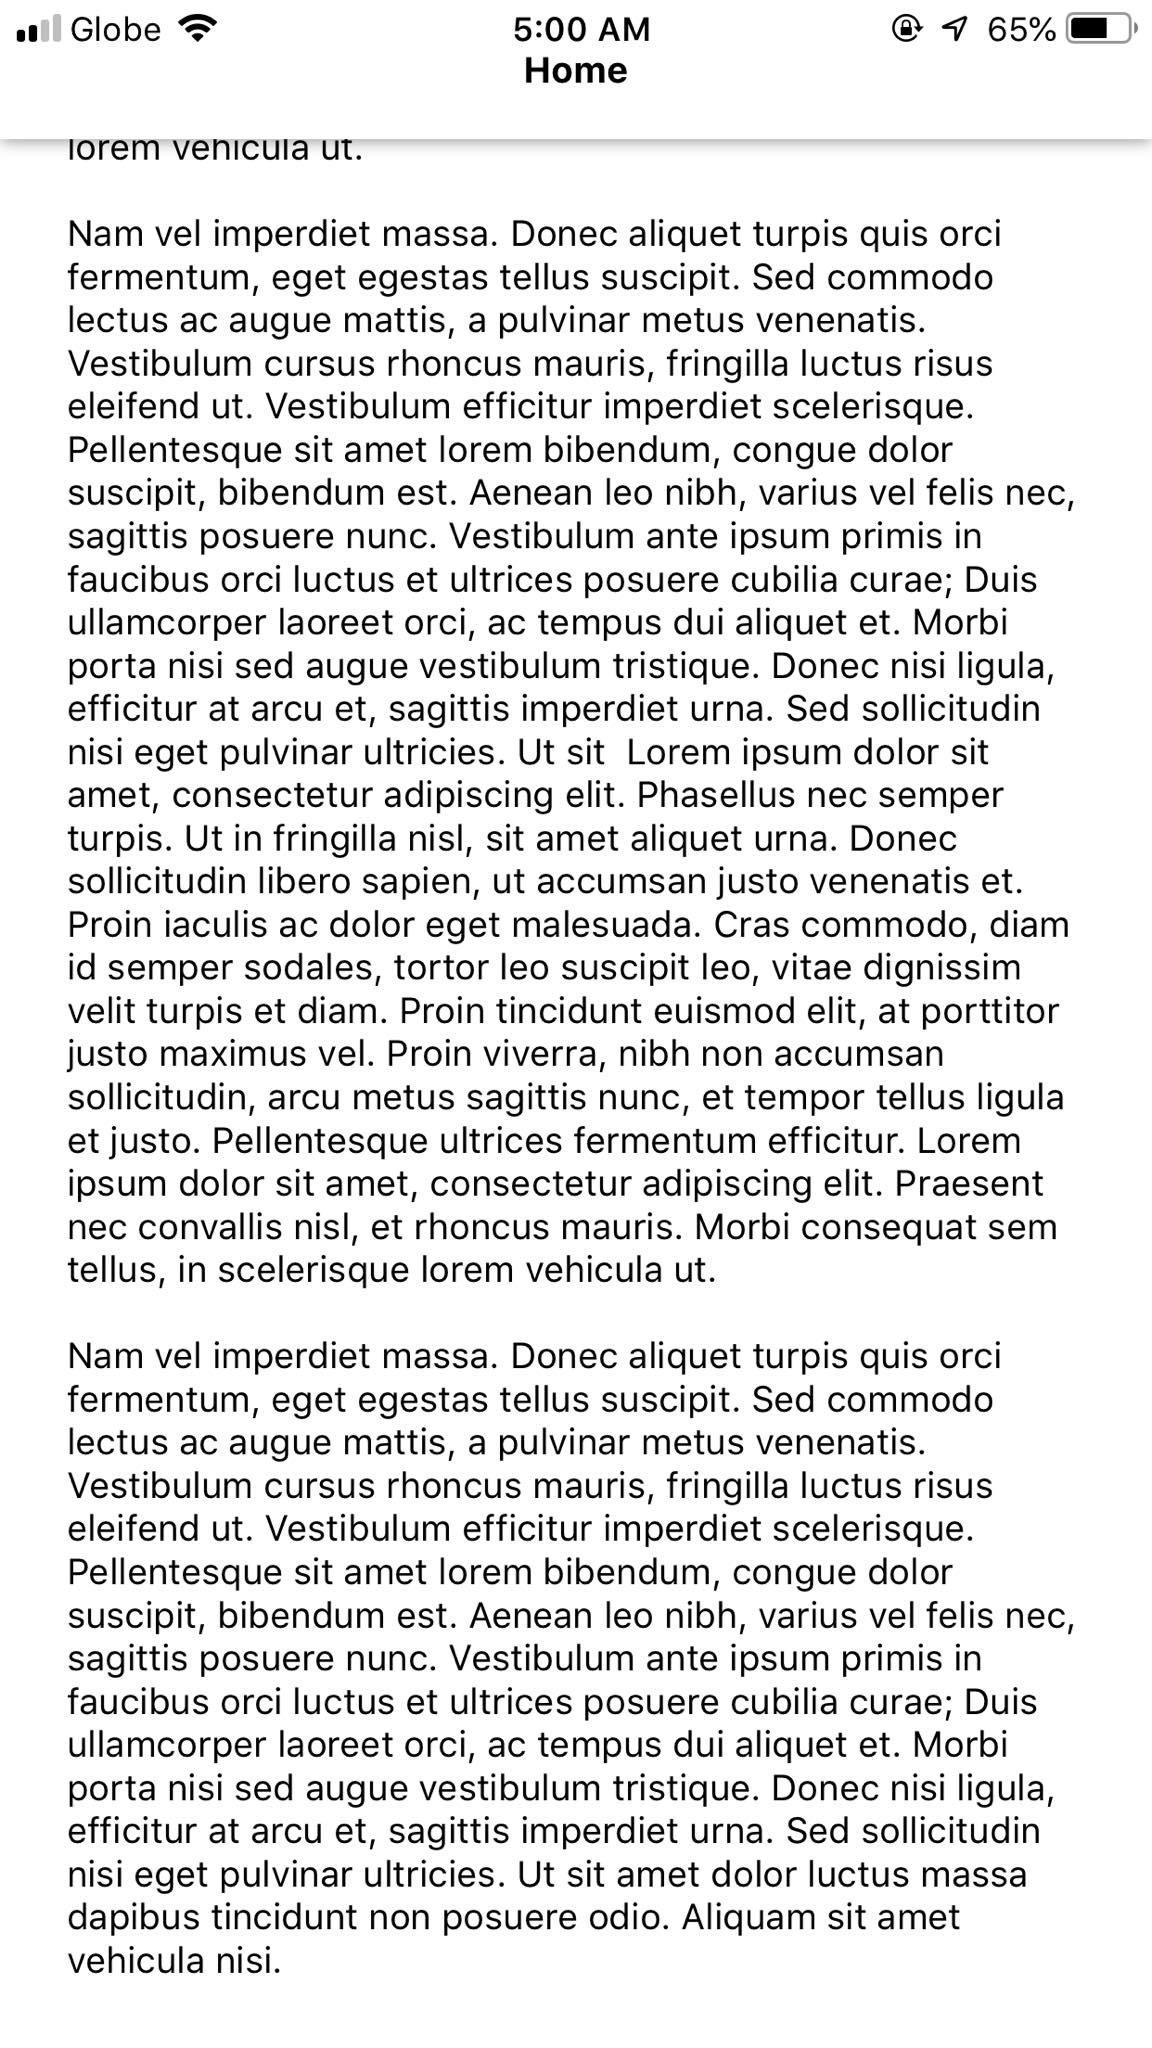 Globe 5:00 AM 65%
Home
lorem vehicula ut.
Nam vel imperdiet massa. Donec aliquet turpis quis orci
fermentum, eget egestas tellus suscipit. Sed commodo
lectus ac augue mattis, a pulvinar metus venenatis.
Vestibulum cursus rhoncus mauris, fringilla luctus risus
eleifend ut. Vestibulum efficitur imperdiet scelerisque.
Pellentesque sit amet lorem bibendum, congue dolor
suscipit, bibendum est. Aenean leo nibh, varius vel felis nec,
sagittis posuere nunc. Vestibulum ante ipsum primis in
faucibus orci luctus et ultrices posuere cubilia curae; Duis
ullamcorper laoreet orci, ac tempus dui aliquet et. Morbi
porta nisi sed augue vestibulum tristique. Donec nisi ligula,
efficitur at arcu et, sagittis imperdiet urna. Sed sollicitudin
nisi eget pulvinar ultricies. Ut sit  Lorem ipsum dolor sit
amet, consectetur adipiscing elit. Phasellus nec semper
turpis. Ut in fringilla nisl, sit amet aliquet urna. Donec
sollicitudin libero sapien, ut accumsan justo venenatis et.
Proin iaculis ac dolor eget malesuada. Cras commodo, diam
id semper sodales, tortor leo suscipit leo, vitae dignissim
velit turpis et diam. Proin tincidunt euismod elit, at porttitor
justo maximus vel. Proin viverra, nibh non accumsan
sollicitudin, arcu metus sagittis nunc, et tempor tellus ligula
et justo. Pellentesque ultrices fermentum efficitur. Lorem
ipsum dolor sit amet, consectetur adipiscing elit. Praesent
nec convallis nisl, et rhoncus mauris. Morbi consequat sem
tellus, in scelerisque lorem vehicula ut.
Nam vel imperdiet massa. Donec aliquet turpis quis orci
fermentum, eget egestas tellus suscipit. Sed commodo
lectus ac augue mattis, a pulvinar metus venenatis.
Vestibulum cursus rhoncus mauris, fringilla luctus risus
eleifend ut. Vestibulum efficitur imperdiet scelerisque.
Pellentesque sit amet lorem bibendum, congue dolor
suscipit, bibendum est. Aenean leo nibh, varius vel felis nec,
sagittis posuere nunc. Vestibulum ante ipsum primis in
faucibus orci luctus et ultrices posuere cubilia curae; Duis
ullamcorper laoreet orci, ac tempus dui aliquet et. Morbi
porta nisi sed augue vestibulum tristique. Donec nisi ligula,
efficitur at arcu et, sagittis imperdiet urna. Sed sollicitudin
nisi eget pulvinar ultricies. Ut sit amet dolor luctus massa
dapibus tincidunt non posuere odio. Aliquam sit amet
vehicula nisi.